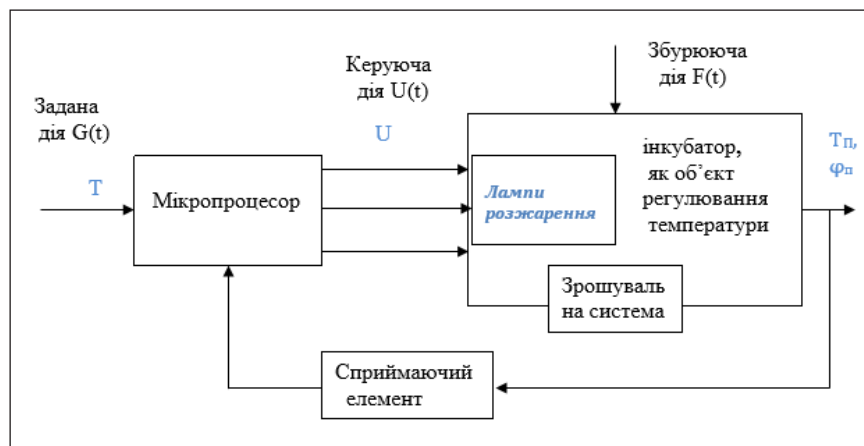 Збурююча
дія F(t)
Керуюча
дія U(t)
Задана
дія G(t)
U
T
Мікропроцесор
Лампи
розжарення
інкубатор,
як об’єкт
регулювання
температури
Tп,
φп
Зрошуваль
на система
Сприймаючий
елемент